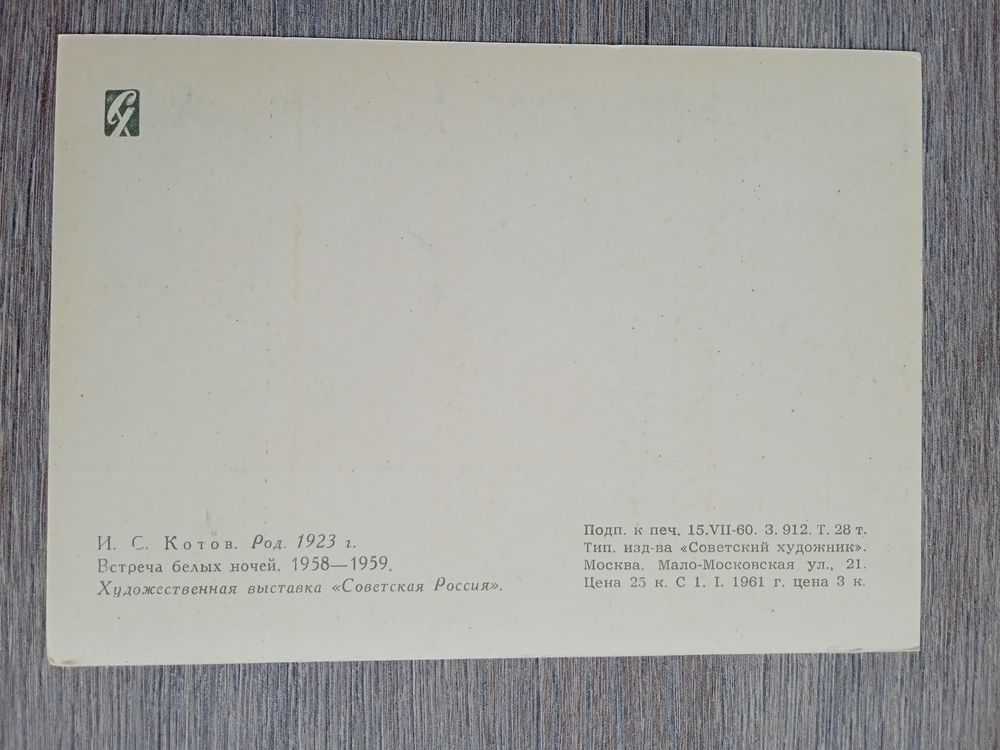 СХ
И. С. Котов. Род. 1923 г.
Встреча белых ночей. 1958—1959.
Художественная выставка «Советская Россия».
Подп. к печ. 15.VII-60. З. 912. Т. 28 т.
Тип. изд-ва «Советский художник».
Москва. Мало-Московская ул., 21.
Цена 25 к. С 1. I. 1961 г. цена 3 к.